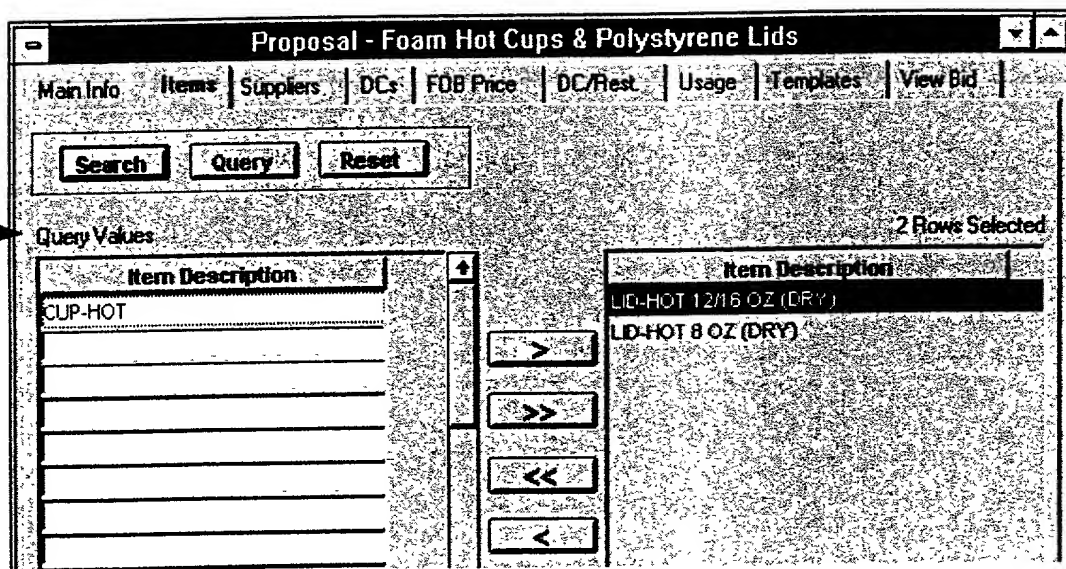 Proposal - Foam Hot Cups & Polystyrene Lids
Main Info Items Suppliers DCs FOB Price DC/Rest. Usage Templates View Bid
Search Query Reset
Query Values 2 Rows Selected
Item Description Item Description
CUP-HOT LID-HOT 12/16 OZ (DRY)
LID-HOT 8 OZ (DRY)
>
>>
<<
<